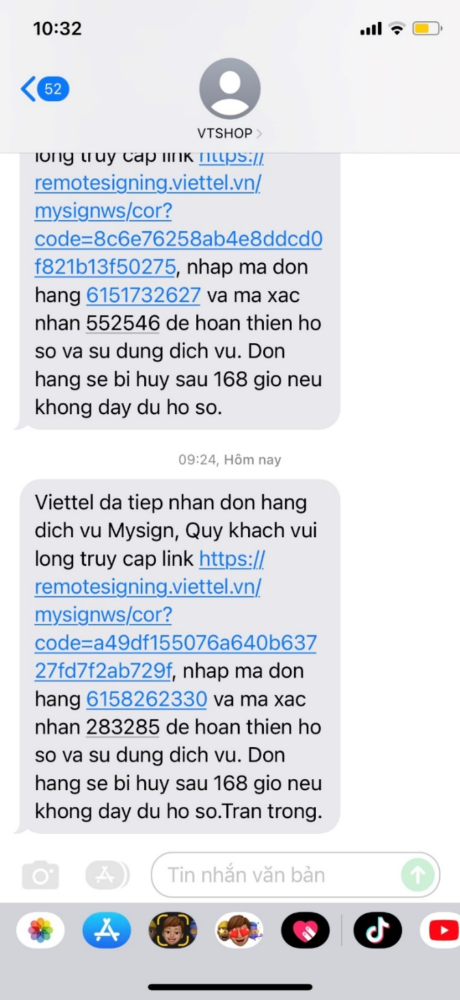 10:32
52
VTSHOP
long truy cap link https://
remotesigning.viettel.vn/
mysignws/cor?
code=8c6e76258ab4e8ddcd0
f821b13f50275, nhap ma don
hang 6151732627 va ma xac
nhan 552546 de hoan thien ho
so va su dung dich vu. Don
hang se bi huy sau 168 gio neu
khong day du ho so.
09:24, Hôm nay
Viettel da tiep nhan don hang
dich vu Mysign, Quy khach vui
long truy cap link https://
remotesigning.viettel.vn/
mysignws/cor?
code=a49df155076a640b637
27fd7f2ab729f, nhap ma don
hang 6158262330 va ma xac
nhan 283285 de hoan thien ho
so va su dung dich vu. Don
hang se bi huy sau 168 gio neu
khong day du ho so.Tran trong.
Tin nhắn văn bản